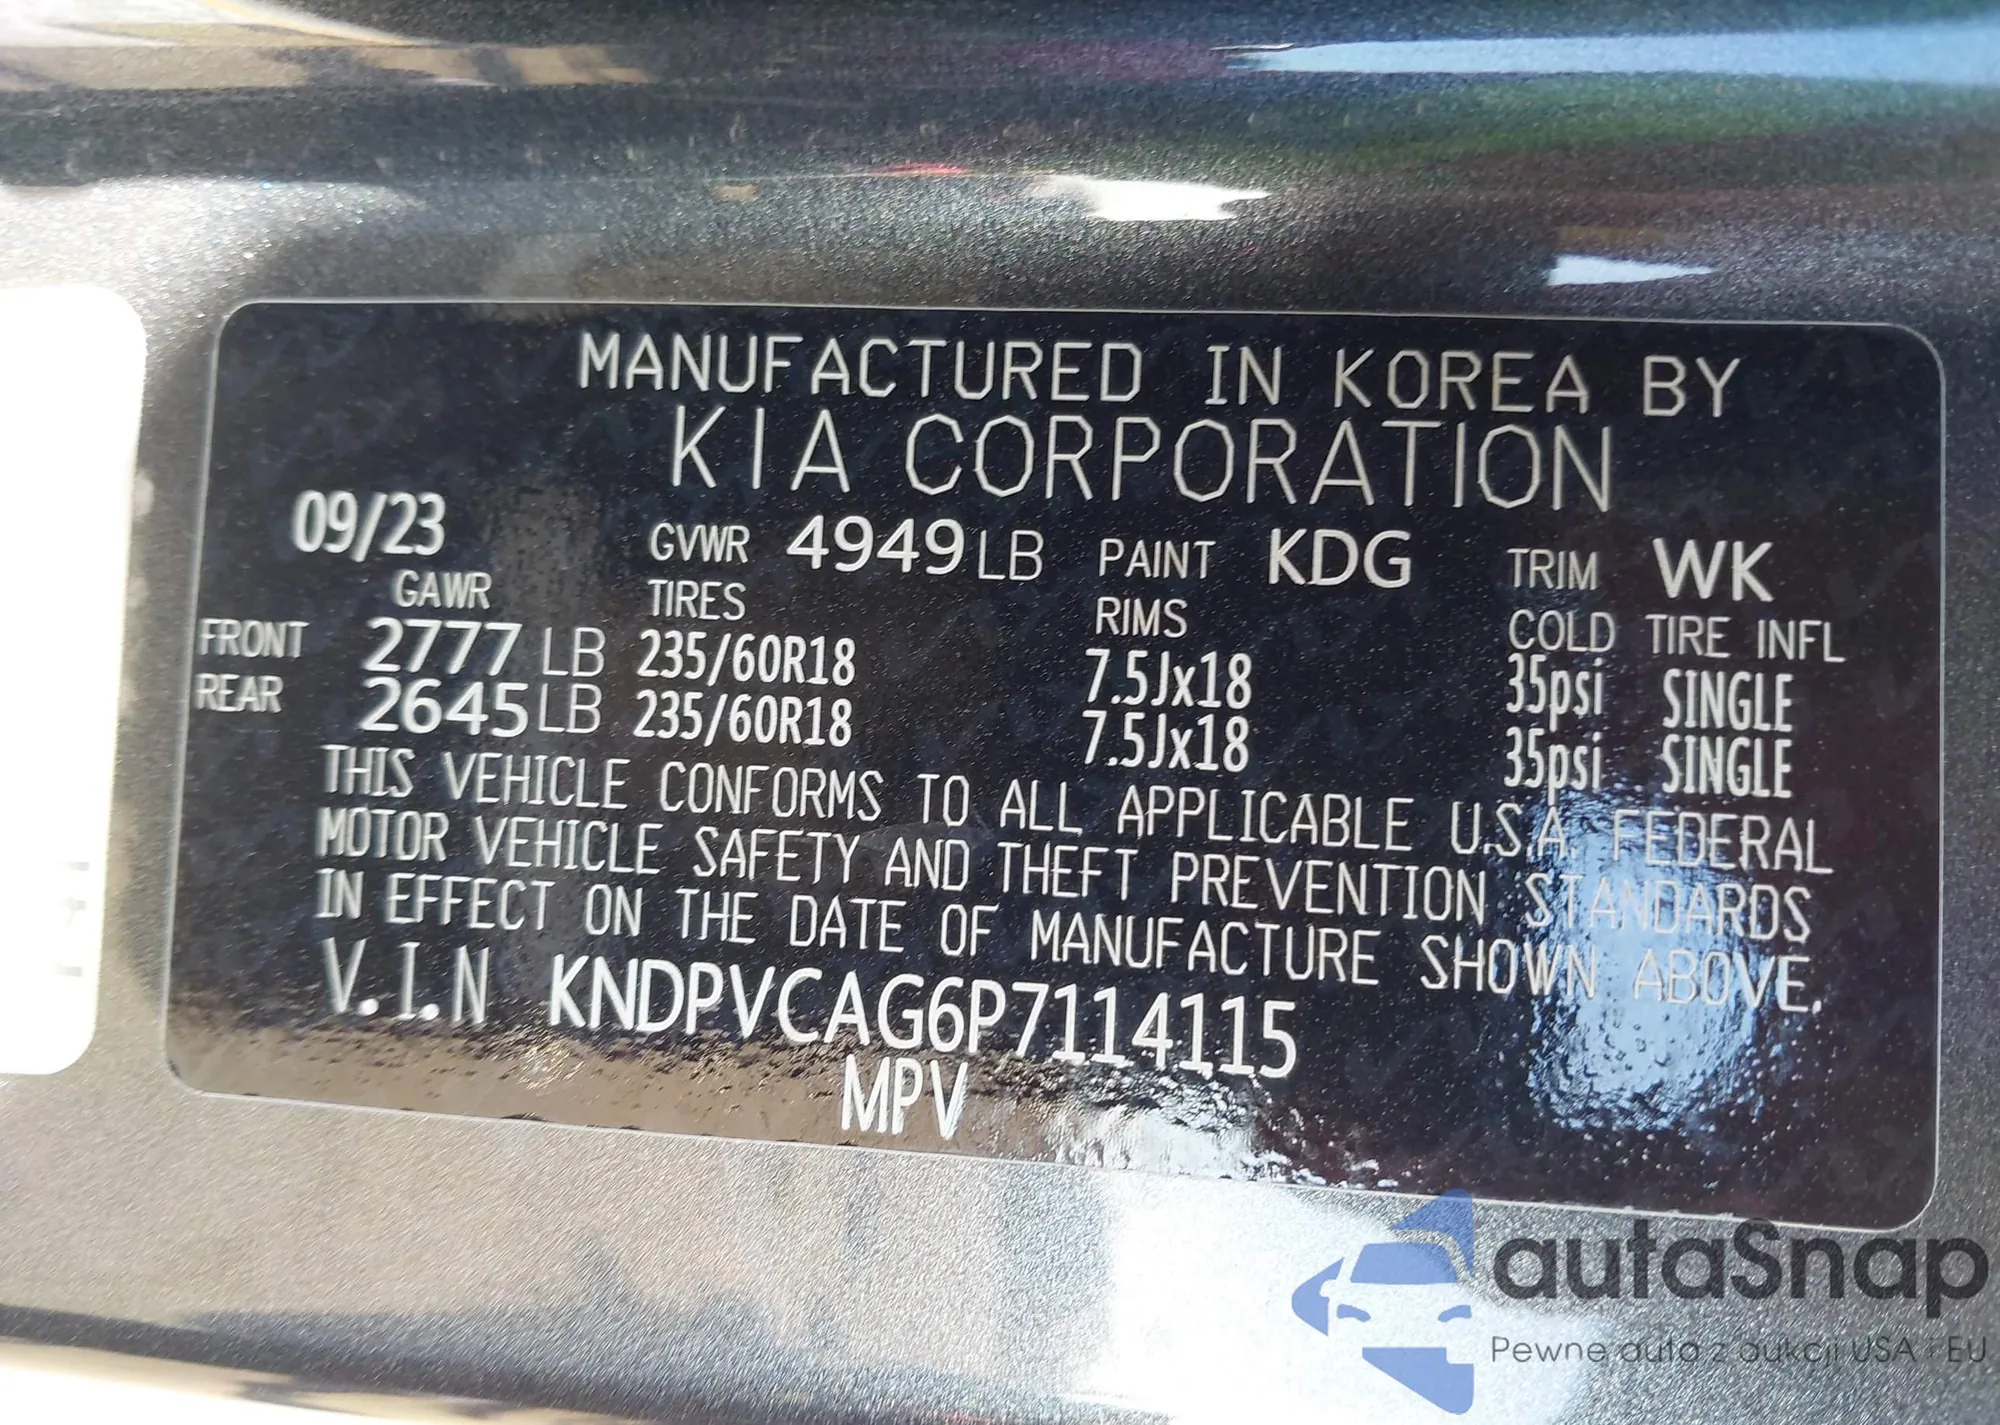 MANUFACTURED IN KOREA BY
KIA CORPORATION
09/23 GVWR 4949 LB PAINT KDG TRIM WK
GAWR TIRES RIMS COLD TIRE INFL
FRONT 2777 LB 235/60R18 7.5Jx18 35psi SINGLE
REAR 2645 LB 235/60R18 7.5Jx18 35psi SINGLE
THIS VEHICLE CONFORMS TO ALL APPLICABLE U.S.A. FEDERAL
MOTOR VEHICLE SAFETY AND THEFT PREVENTION STANDARDS
IN EFFECT ON THE DATE OF MANUFACTURE SHOWN ABOVE.
V.I.N KNDPVCAG6P7114115
MPV
autaSnap
Pewne auta z aukcji USA i EU